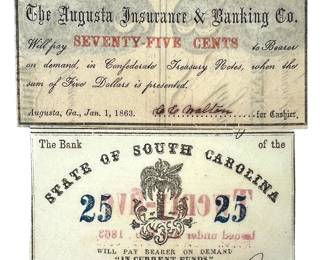 The Augusta Insurance & Banking Co.
Will pay SEVENTY-FIVE CENTS to Bearer
on demand, in Confederate Treasury Notes, when the
sum of Five Dollars is presented.
Augusta, Ga., Jan. 1, 1863. for Cashier.
The Bank of the
STATE OF SOUTH CAROLINA
25 25
WILL PAY BEARER ON DEMAND
"IN CURRENT FUNDS"